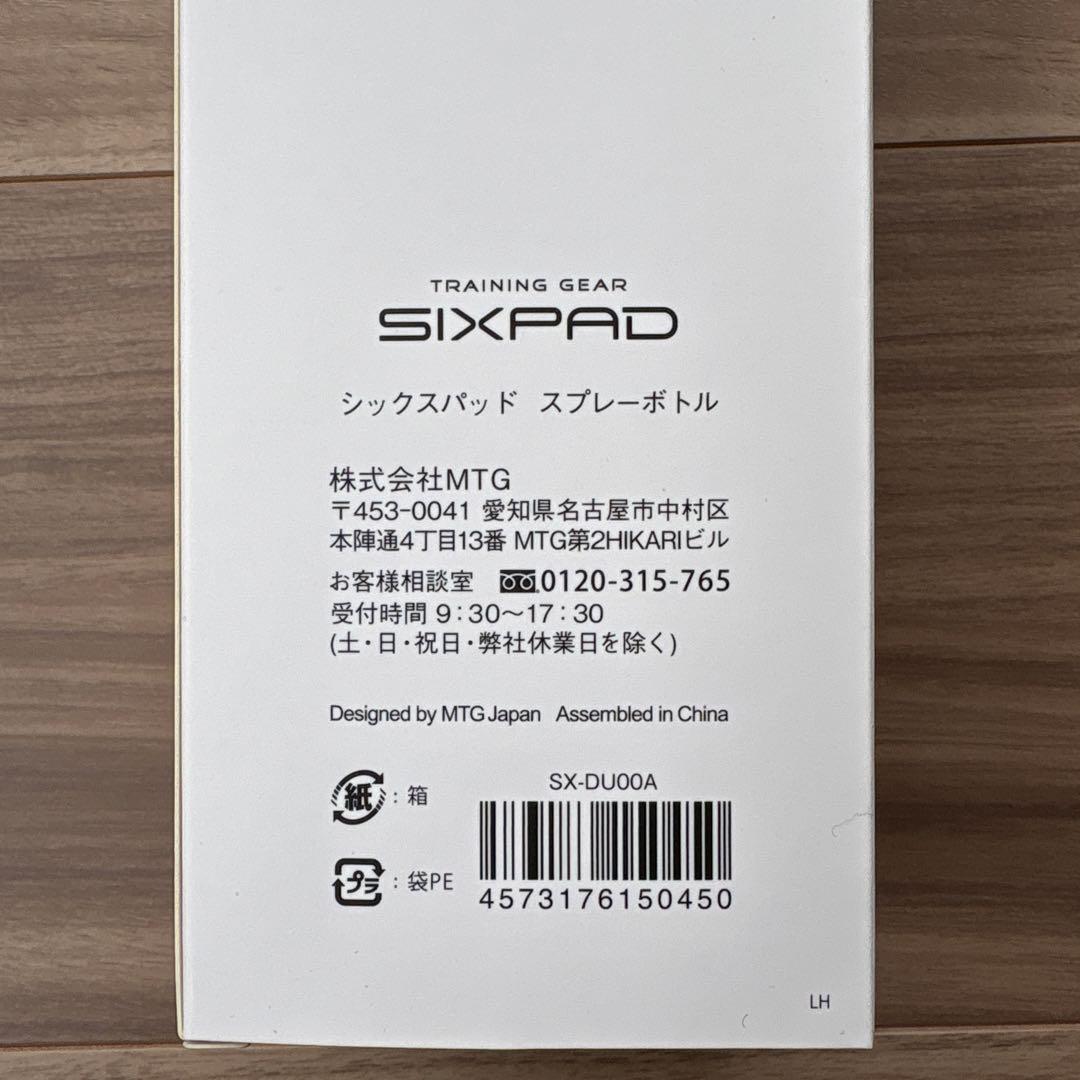 TRAINING GEAR
SIXPAD
シックスパッド スプレーボトル
株式会社MTG
〒453-0041 愛知県名古屋市中村区
本陣通4丁目13番 MTG第2HIKARIビル
お客様相談室 0120-315-765
受付時間 9:30〜17:30
(土・日・祝日・弊社休業日を除く)
Designed by MTG Japan Assembled in China
紙:箱
SX-DU00A
プラ:袋PE
4573176150450
LH